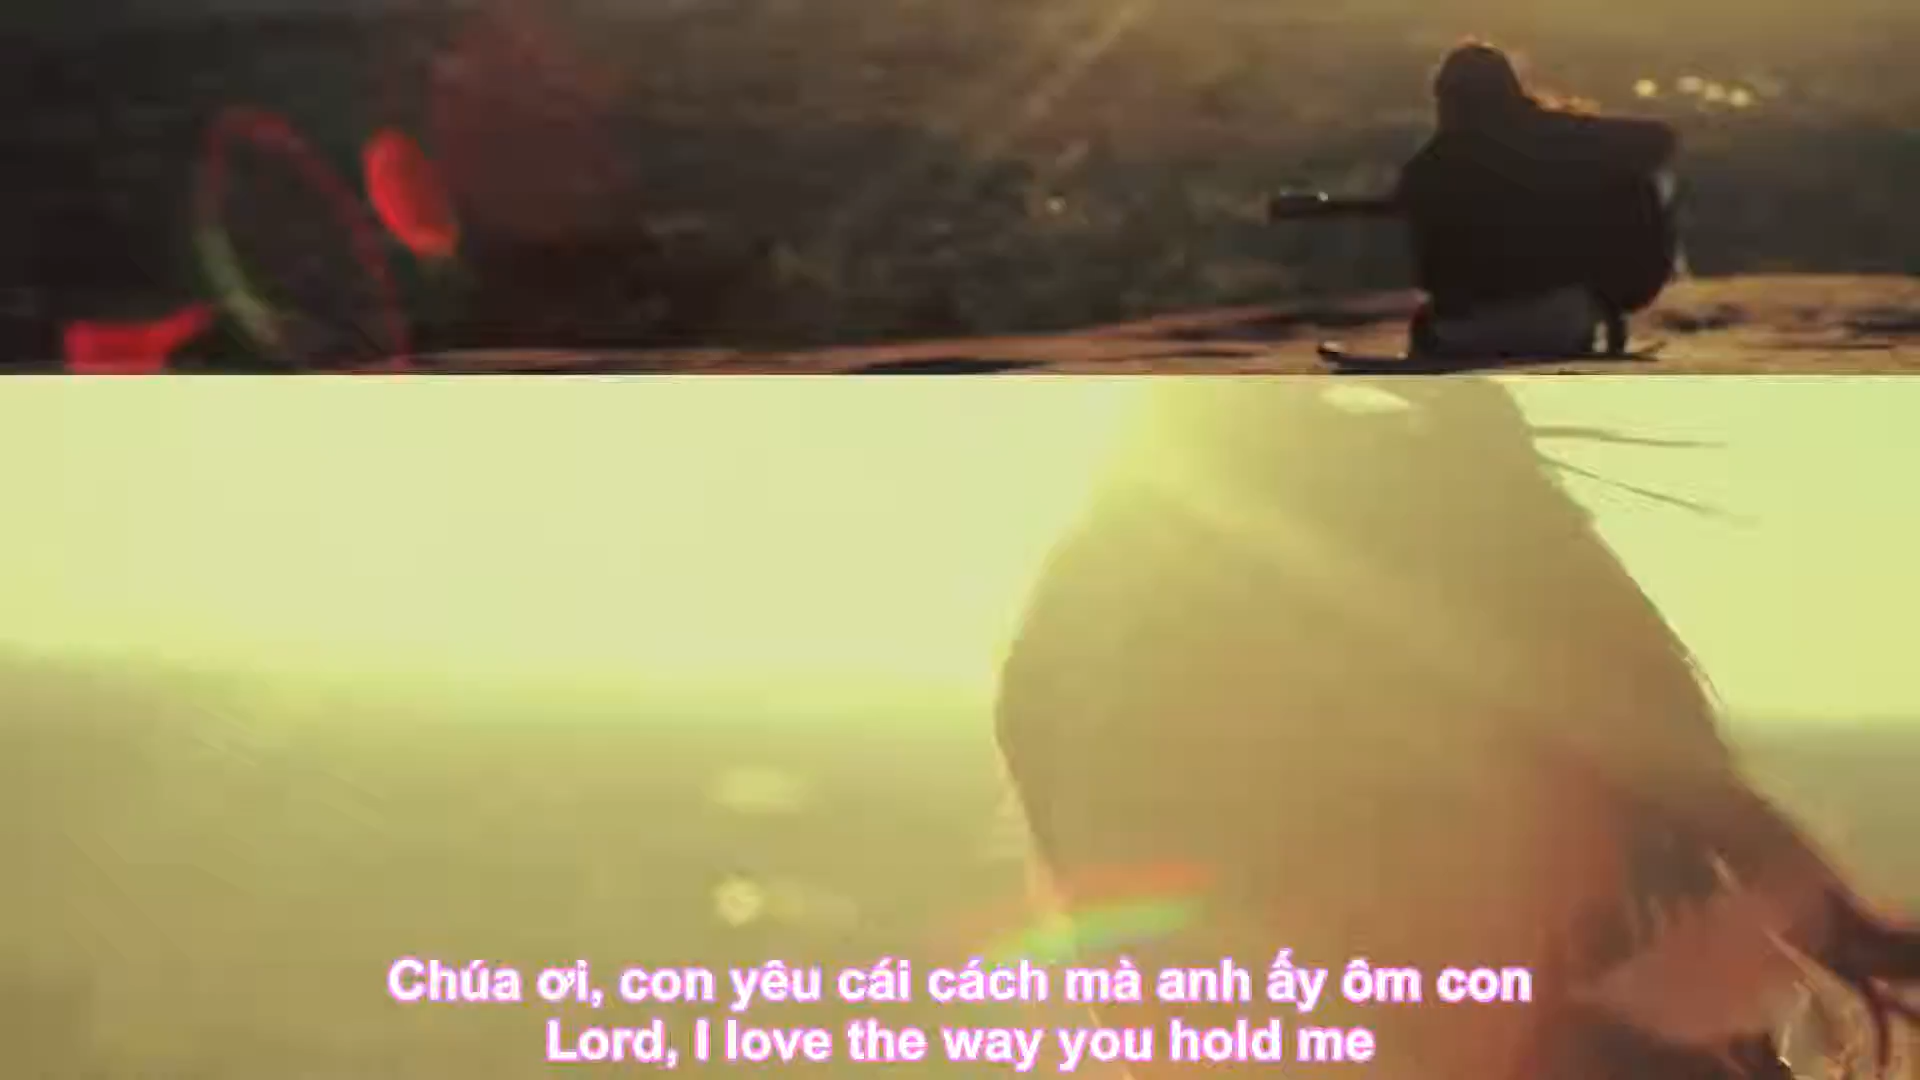 Chúa ơi, con yêu cái cách mà anh ấy ôm con
Lord, I love the way you hold me